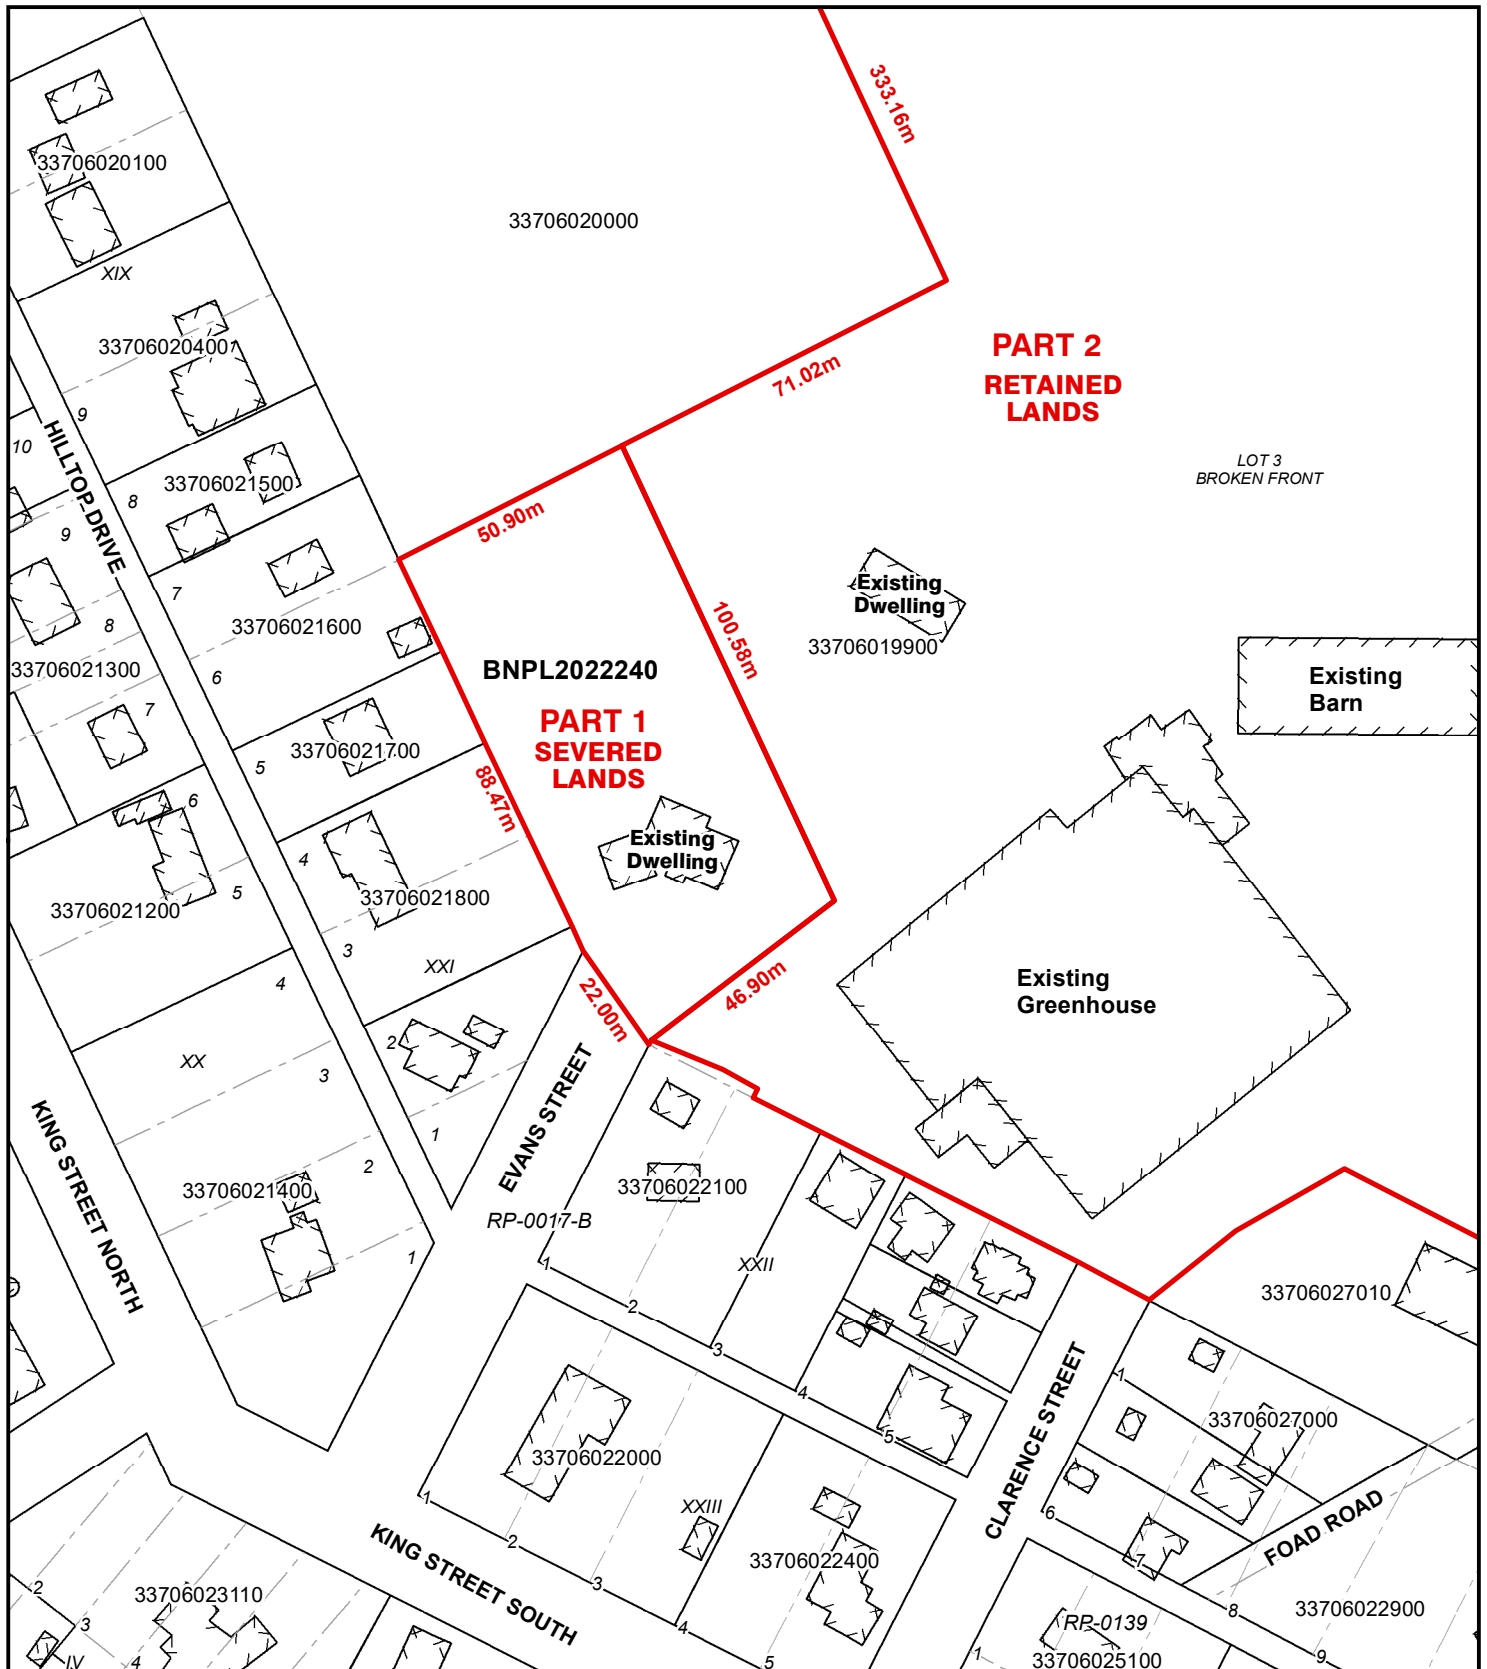 333.16m
33706020100
33706020000
XIX
33706020400
PART 2
RETAINED
LANDS
71.02m
9
10
HILLTOP DRIVE
LOT 3
BROKEN FRONT
33706021500
8
50.90m
9
7
Existing
Dwelling
33706019900
100.58m
8
33706021600
33706021300
6
BNPL2022240
Existing
Barn
7
PART 1
SEVERED
LANDS
33706021700
5
88.47m
6
4
Existing
Dwelling
5
33706021200
33706021800
3
XXI
4
22.00m
46.90m
Existing
Greenhouse
2
XX
3
EVANS STREET
1
KING STREET NORTH
2
33706021400
33706022100
RP-0017-B
1
1
XXII
2
3
4
5
33706027010
CLARENCE STREET
1
33706027000
33706022000
1
XXIII
2
3
4
5
KING STREET SOUTH
33706022400
6
7
8
9
FOAD ROAD
33706022900
33706023110
2
3
4
IV
RP-0139
1
33706025100